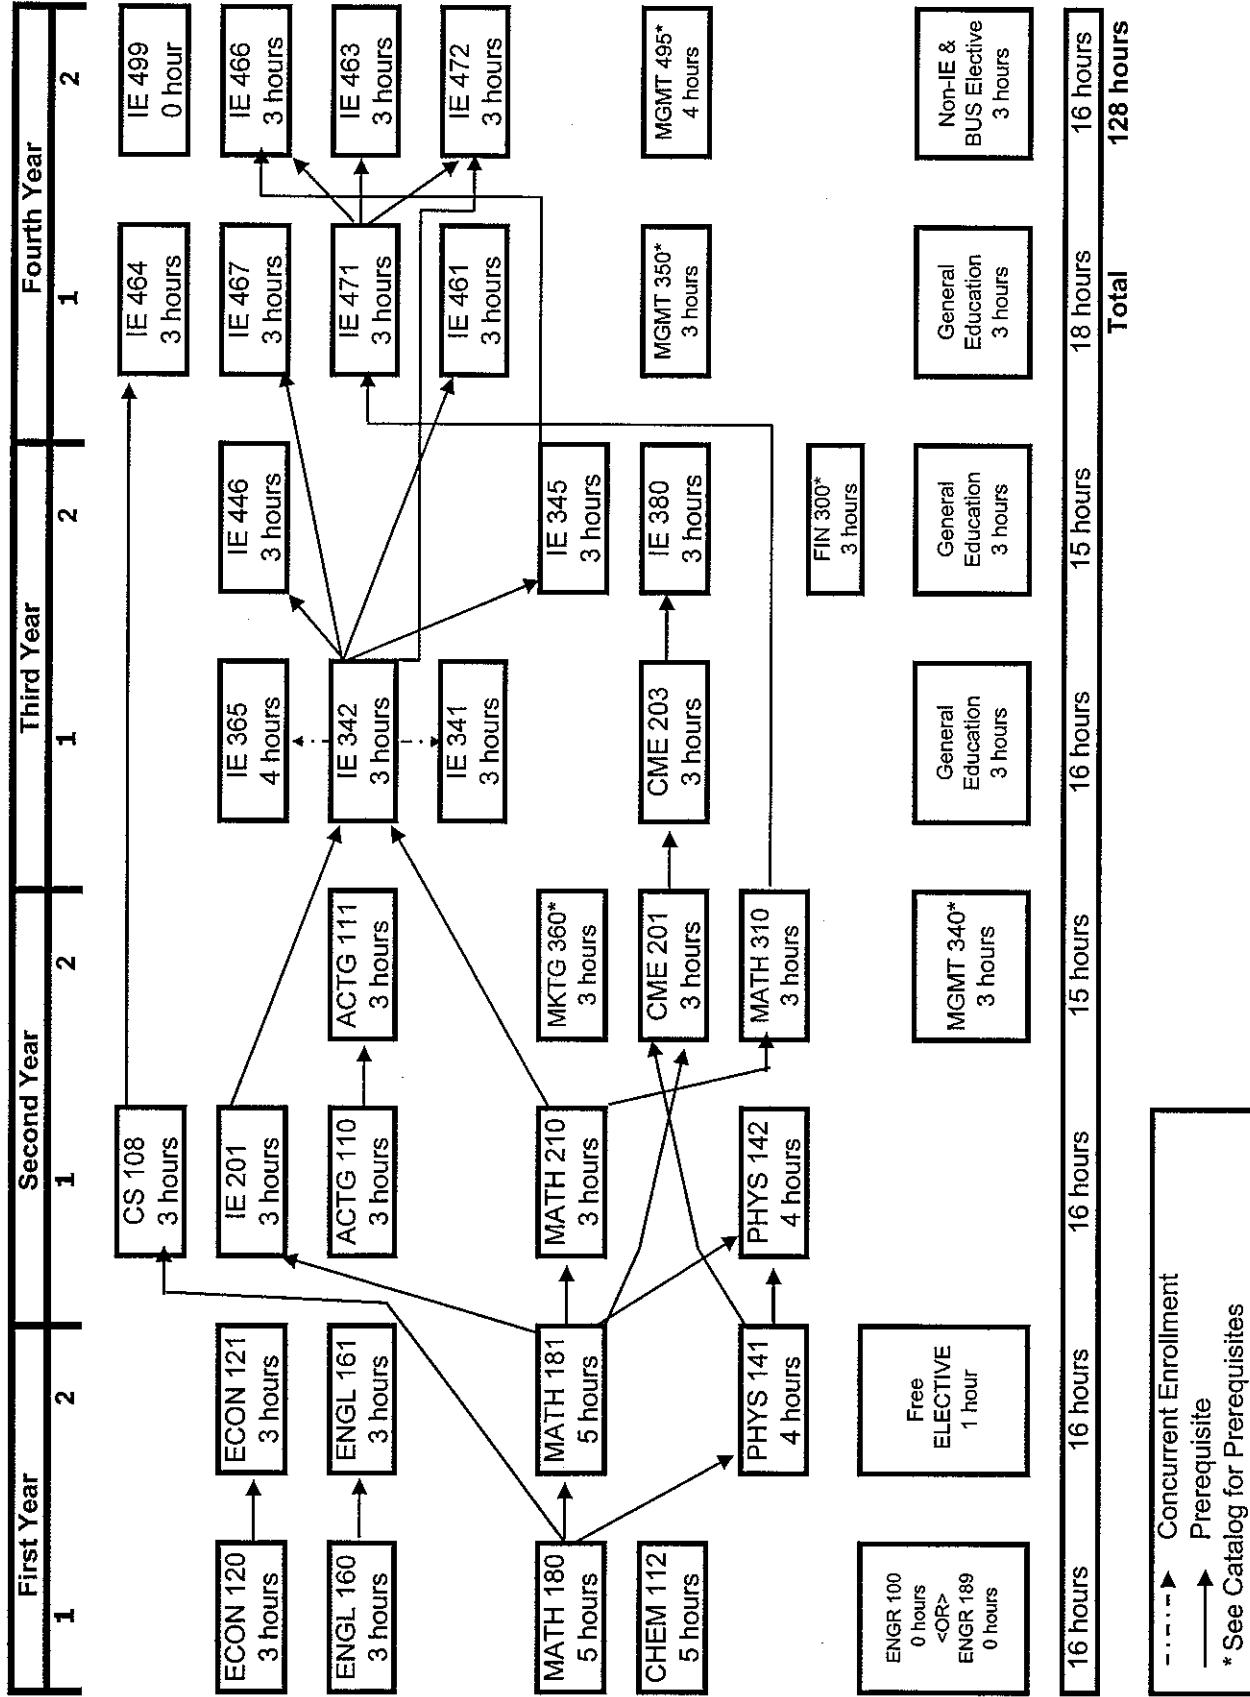 First Year
Second Year
Third Year
Fourth Year
1
2
1
2
1
2
1
2
ECON 120
3 hours
ENGL 160
3 hours
MATH 180
5 hours
CHEM 112
5 hours
ENGR 100
0 hours
<OR>
ENGR 189
0 hours
16 hours
ECON 121
3 hours
ENGL 161
3 hours
MATH 181
5 hours
PHYS 141
4 hours
Free
ELECTIVE
1 hour
16 hours
CS 108
3 hours
IE 201
3 hours
ACTG 110
3 hours
MATH 210
3 hours
PHYS 142
4 hours
16 hours
ACTG 111
3 hours
MKTG 360*
3 hours
CME 201
3 hours
MATH 310
3 hours
MGMT 340*
3 hours
15 hours
IE 365
4 hours
IE 342
3 hours
IE 341
3 hours
CME 203
3 hours
General
Education
3 hours
16 hours
IE 446
3 hours
IE 345
3 hours
IE 380
3 hours
FIN 300*
3 hours
General
Education
3 hours
15 hours
IE 464
3 hours
IE 467
3 hours
IE 471
3 hours
IE 461
3 hours
MGMT 350*
3 hours
General
Education
3 hours
18 hours
IE 499
0 hour
IE 466
3 hours
IE 463
3 hours
IE 472
3 hours
MGMT 495*
4 hours
Non-IE &
BUS Elective
3 hours
16 hours
Total
128 hours
Concurrent Enrollment
Prerequisite
*See Catalog for Prerequisites